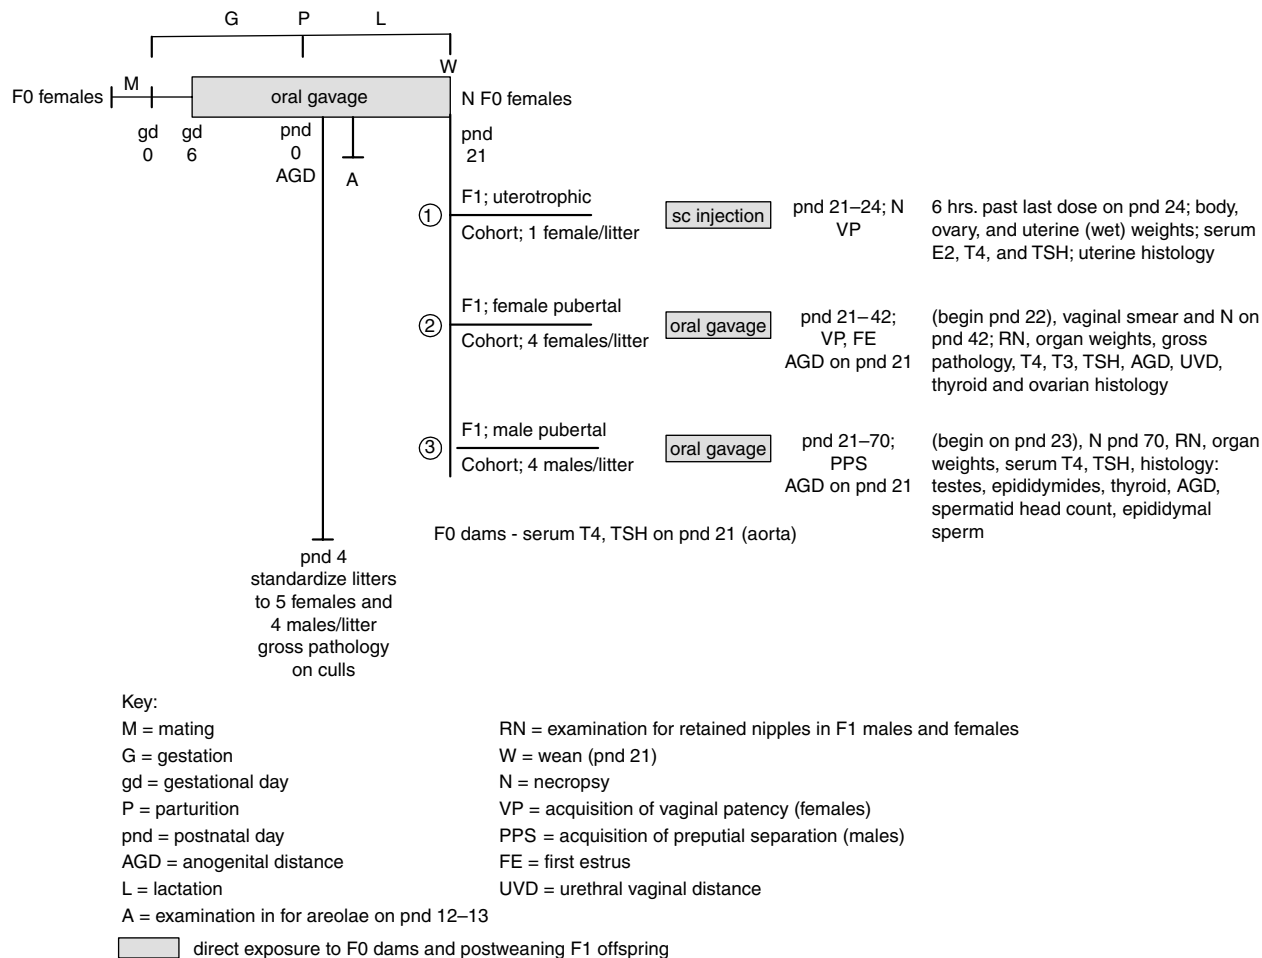 G P L
W
F0 females M oral gavage N F0 females
gd gd pnd pnd
0 6 0 21
AGD A
1 F1; uterotrophic
Cohort; 1 female/litter
sc injection
pnd 21–24; N
VP
6 hrs. past last dose on pnd 24; body,
ovary, and uterine (wet) weights; serum
E2, T4, and TSH; uterine histology
2 F1; female pubertal
Cohort; 4 females/litter
oral gavage
pnd 21–42;
VP, FE
AGD on pnd 21
(begin pnd 22), vaginal smear and N on
pnd 42; RN, organ weights, gross
pathology, T4, T3, TSH, AGD, UVD,
thyroid and ovarian histology
3 F1; male pubertal
Cohort; 4 males/litter
oral gavage
pnd 21–70;
PPS
AGD on pnd 21
(begin on pnd 23), N pnd 70, RN, organ
weights, serum T4, TSH, histology:
testes, epididymides, thyroid, AGD,
spermatid head count, epididymal
sperm
F0 dams - serum T4, TSH on pnd 21 (aorta)
pnd 4
standardize litters
to 5 females and
4 males/litter
gross pathology
on culls
Key:
M = mating
G = gestation
gd = gestational day
P = parturition
pnd = postnatal day
AGD = anogenital distance
L = lactation
A = examination in for areolae on pnd 12–13
RN = examination for retained nipples in F1 males and females
W = wean (pnd 21)
N = necropsy
VP = acquisition of vaginal patency (females)
PPS = acquisition of preputial separation (males)
FE = first estrus
UVD = urethral vaginal distance
direct exposure to F0 dams and postweaning F1 offspring